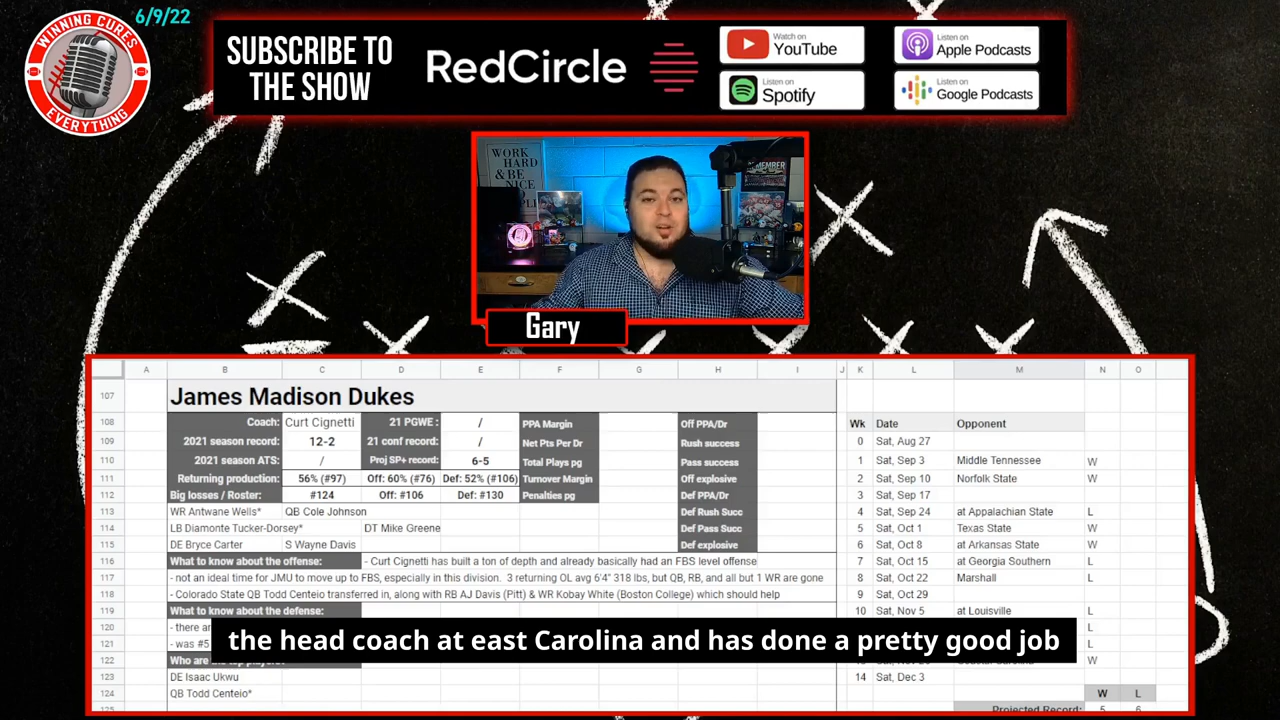 6/9/22
WINNING CURES
EVERYTHING
SUBSCRIBE TO
THE SHOW
RedCircle
Watch on
YouTube
Listen on
Spotify
Listen on
Apple Podcasts
Listen on
Google Podcasts
WORK
HARD
& BE
NICE
Gary
A B C D E F G H I J K L M N O
107 James Madison Dukes
108 Coach: Curt Cignetti 21 PGWE : / PPA Margin Off PPA/Dr Wk Date Opponent
109 2021 season record: 12-2 21 conf record: / Net Pts Per Dr Rush success 0 Sat, Aug 27
110 2021 season ATS: / Proj SP+ record: 6-5 Total Plays pg Pass success 1 Sat, Sep 3 Middle Tennessee W
111 Returning production: 56% (#97) Off: 60% (#76) Def: 52% (#106) Turnover Margin Off explosive 2 Sat, Sep 10 Norfolk State W
112 Big losses / Roster: #124 Off: #106 Def: #130 Penalties pg Def PPA/Dr 3 Sat, Sep 17
113 WR Antwane Wells* QB Cole Johnson Def Rush Succ 4 Sat, Sep 24 at Appalachian State L
114 LB Diamonte Tucker-Dorsey* DT Mike Greene Def Pass Succ 5 Sat, Oct 1 Texas State W
115 DE Bryce Carter S Wayne Davis Def explosive 6 Sat, Oct 8 at Arkansas State W
116 What to know about the offense: - Curt Cignetti has built a ton of depth and already basically had an FBS level offense 7 Sat, Oct 15 at Georgia Southern L
117 - not an ideal time for JMU to move up to FBS, especially in this division. 3 returning OL avg 6'4" 318 lbs, but QB, RB, and all but 1 WR are gone 8 Sat, Oct 22 Marshall L
118 - Colorado State QB Todd Centeio transferred in, along with RB AJ Davis (Pitt) & WR Kobay White (Boston College) which should help 9 Sat, Oct 29
119 What to know about the defense: 10 Sat, Nov 5 at Louisville L
120 - there L
121 - was #5 L
the head coach at east Carolina and has done a pretty good job
122 Who are W
123 DE Isaac Ukwu 14 Sat, Dec 3
124 QB Todd Centeio* W L
Projected Record: 5 6